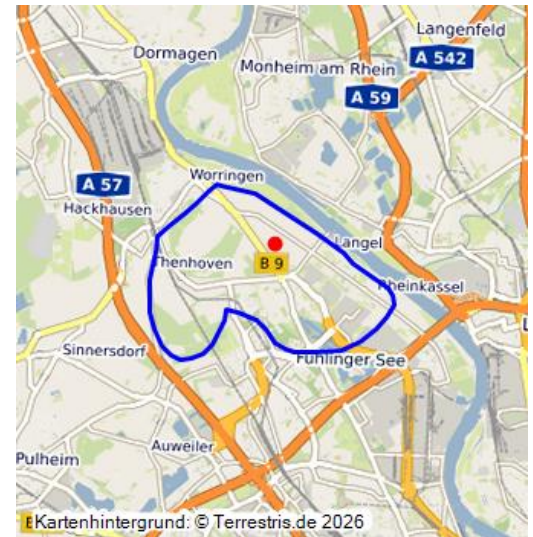 Langenfeld
Dormagen
A 542
Monheim am Rhein
A 59
Worringen
A 57
Hackhausen
Langel
Thenhoven
B 9
Rheinkassel
Sinnersdorf
Fühlinger See
Auweiler
Pulheim
Kartenhintergrund: © Terrestris.de 2026